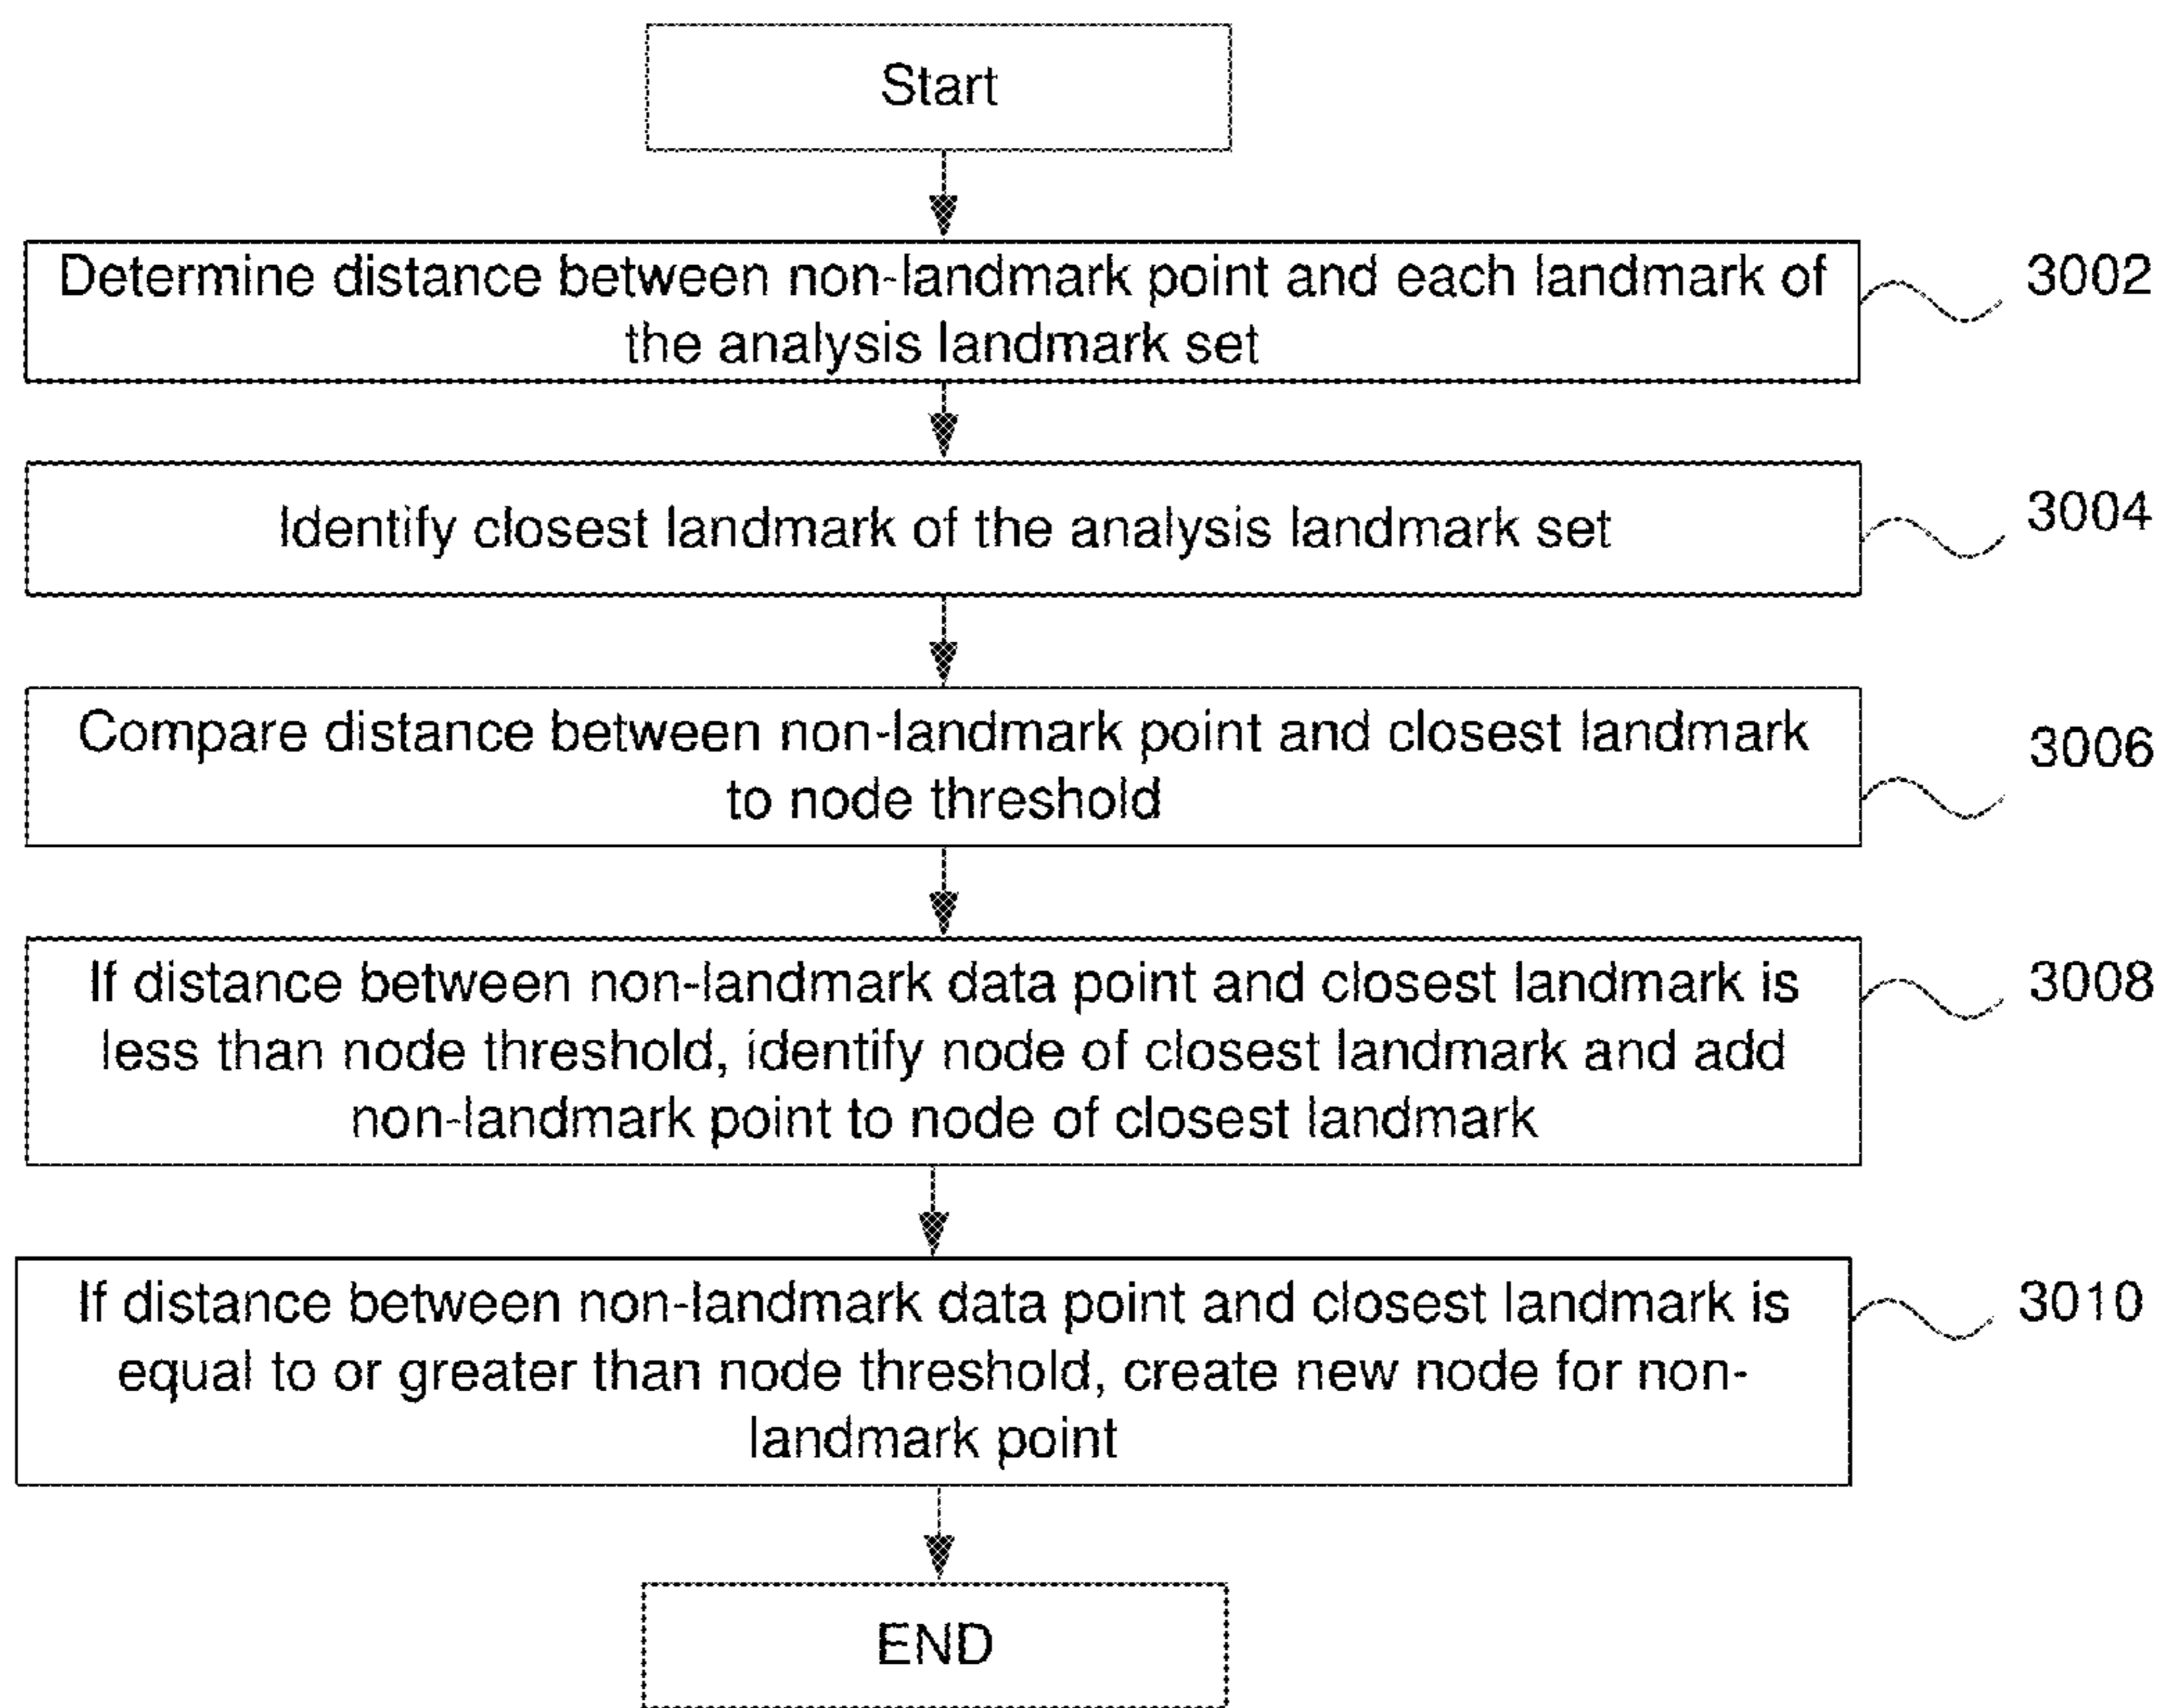 Start
Determine distance between non-landmark point and each landmark of
the analysis landmark set
3002
Identify closest landmark of the analysis landmark set
3004
Compare distance between non-landmark point and closest landmark
to node threshold
3006
If distance between non-landmark data point and closest landmark is
less than node threshold, identify node of closest landmark and add
non-landmark point to node of closest landmark
3008
If distance between non-landmark data point and closest landmark is
equal to or greater than node threshold, create new node for non-
landmark point
3010
END